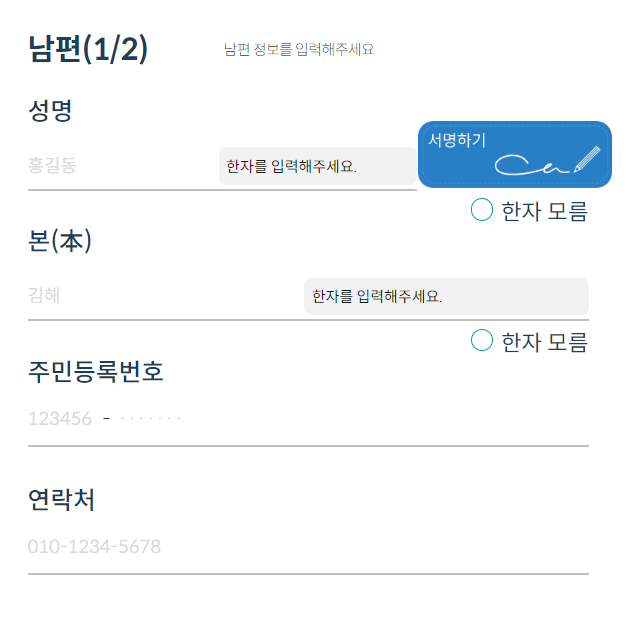 남편(1/2)
남편 정보를 입력해주세요
성명
서명하기
홍길동
한자를 입력해주세요.
한자 모름
본(本)
김해
한자를 입력해주세요.
한자 모름
주민등록번호
123456 - ·······
연락처
010-1234-5678